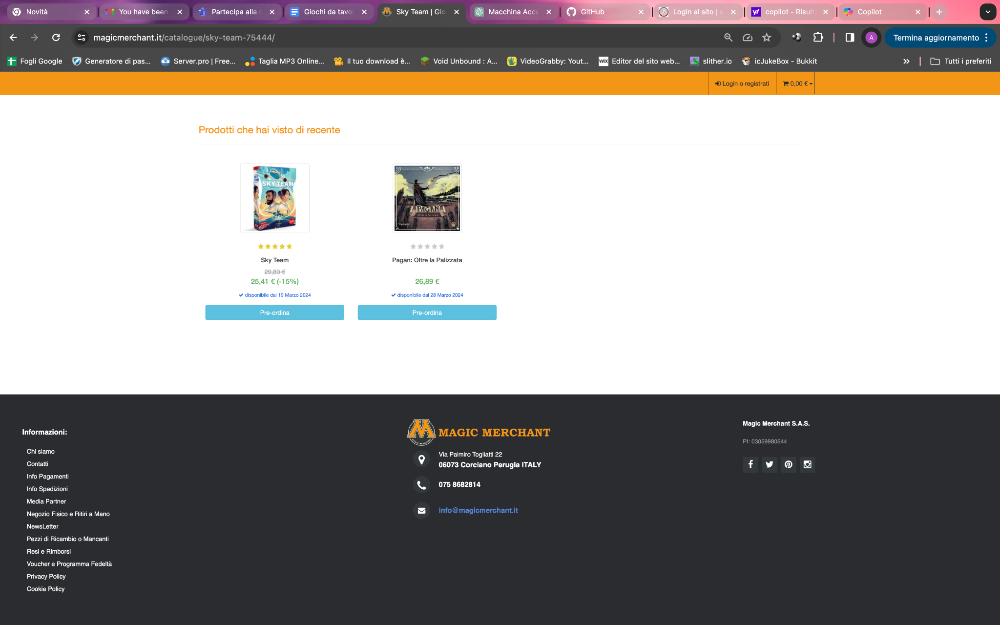 Novità
You have been
Partecipa alla
Giochi da tavol
Sky Team | Gio
Macchina Acce
GitHub
Login al sito |
copilot - Risult
Copilot
magicmerchant.it/catalogue/sky-team-75444/
A
Termina aggiornamento
Fogli Google
Generatore di pas...
Server.pro | Free...
Taglia MP3 Online...
Il tuo download è...
Void Unbound : A...
VideoGrabby: Yout...
WIX
Editor del sito web...
slither.io
icJukeBox - Bukkit
Tutti i preferiti
Login o registrati
0,00 €
Prodotti che hai visto di recente
SKY TEAM
PAGAN
OLTRE LA PALIZZATA
Sky Team
Pagan: Oltre la Palizzata
29,89 €
25,41 € (-15%)
26,89 €
disponibile dal 19 Marzo 2024
disponibile dal 28 Marzo 2024
Pre-ordina
Pre-ordina
Informazioni:
Chi siamo
Contatti
Info Pagamenti
Info Spedizioni
Media Partner
Negozio Fisico e Ritiri a Mano
NewsLetter
Pezzi di Ricambio o Mancanti
Resi e Rimborsi
Voucher e Programma Fedeltà
Privacy Policy
Cookie Policy
MAGIC MERCHANT
MAGIC MERCHANT
Via Palmiro Togliatti 22
06073 Corciano Perugia ITALY
075 8682814
info@magicmerchant.it
Magic Merchant S.A.S.
PI: 03059980544